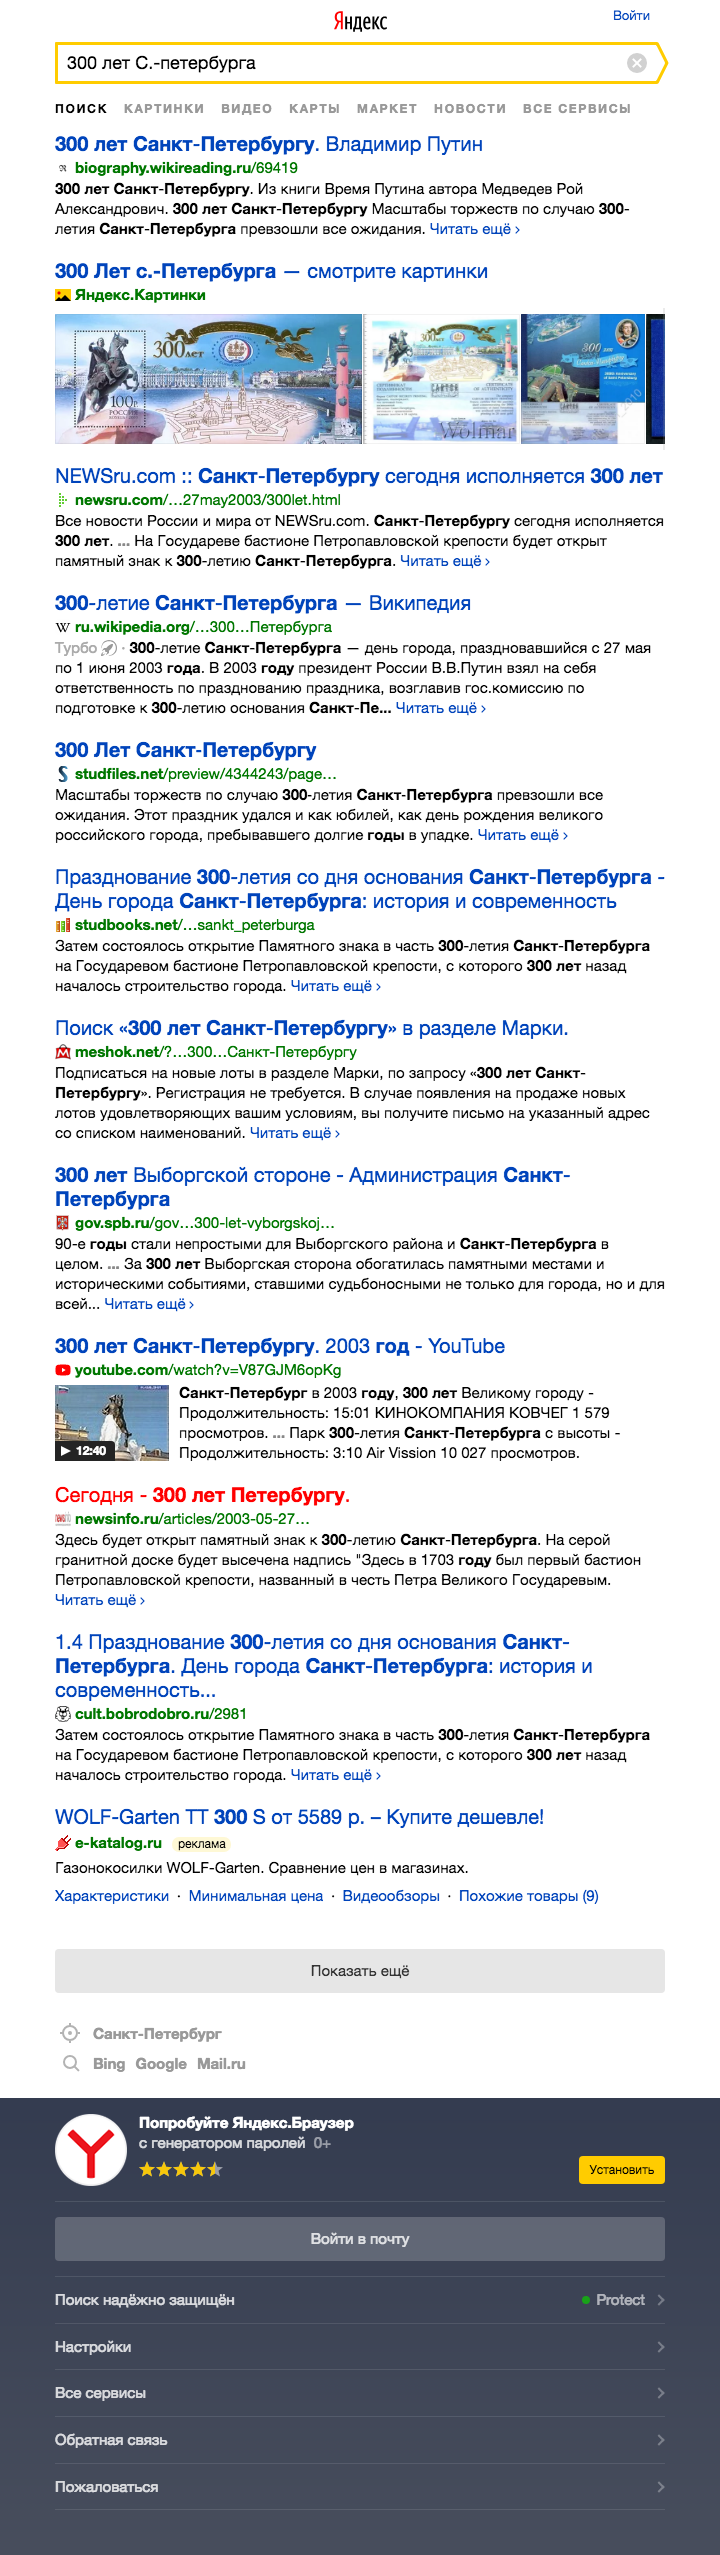 Яндекс
Войти
300 лет С.-петербурга
ПОИСК КАРТИНКИ ВИДЕО КАРТЫ МАРКЕТ НОВОСТИ ВСЕ СЕРВИСЫ
300 лет Санкт-Петербургу. Владимир Путин
biography.wikireading.ru/69419
300 лет Санкт-Петербургу. Из книги Время Путина автора Медведев Рой
Александрович. 300 лет Санкт-Петербургу Масштабы торжеств по случаю 300-
летия Санкт-Петербурга превзошли все ожидания. Читать ещё ›
300 Лет с.-Петербурга — смотрите картинки
Яндекс.Картинки
300 лет
100р
РОССИЯ
300
Wolmar
300 лет
2010
NEWSru.com :: Санкт-Петербургу сегодня исполняется 300 лет
newsru.com/…27may2003/300let.html
Все новости России и мира от NEWSru.com. Санкт-Петербургу сегодня исполняется
300 лет. ... На Государеве бастионе Петропавловской крепости будет открыт
памятный знак к 300-летию Санкт-Петербурга. Читать ещё ›
300-летие Санкт-Петербурга — Википедия
W ru.wikipedia.org/…300…Петербурга
Турбо · 300-летие Санкт-Петербурга — день города, праздновавшийся с 27 мая
по 1 июня 2003 года. В 2003 году президент России В.В.Путин взял на себя
ответственность по празднованию праздника, возглавив гос.комиссию по
подготовке к 300-летию основания Санкт-Пе... Читать ещё ›
300 Лет Санкт-Петербургу
studfiles.net/preview/4344243/page…
Масштабы торжеств по случаю 300-летия Санкт-Петербурга превзошли все
ожидания. Этот праздник удался и как юбилей, как день рождения великого
российского города, пребывавшего долгие годы в упадке. Читать ещё ›
Празднование 300-летия со дня основания Санкт-Петербурга -
День города Санкт-Петербурга: история и современность
studbooks.net/…sankt_peterburga
Затем состоялось открытие Памятного знака в часть 300-летия Санкт-Петербурга
на Государевом бастионе Петропавловской крепости, с которого 300 лет назад
началось строительство города. Читать ещё ›
Поиск «300 лет Санкт-Петербургу» в разделе Марки.
meshok.net/?…300…Санкт-Петербургу
Подписаться на новые лоты в разделе Марки, по запросу «300 лет Санкт-
Петербургу». Регистрация не требуется. В случае появления на продаже новых
лотов удовлетворяющих вашим условиям, вы получите письмо на указанный адрес
со списком наименований. Читать ещё ›
300 лет Выборгской стороне - Администрация Санкт-
Петербурга
gov.spb.ru/gov…300-let-vyborgskoj…
90-е годы стали непростыми для Выборгского района и Санкт-Петербурга в
целом. ... За 300 лет Выборгская сторона обогатилась памятными местами и
историческими событиями, ставшими судьбоносными не только для города, но и для
всей... Читать ещё ›
300 лет Санкт-Петербургу. 2003 год - YouTube
youtube.com/watch?v=V87GJM6opKg
12:40
Санкт-Петербург в 2003 году, 300 лет Великому городу -
Продолжительность: 15:01 КИНОКОМПАНИЯ КОВЧЕГ 1 579
просмотров. ... Парк 300-летия Санкт-Петербурга с высоты -
Продолжительность: 3:10 Air Vission 10 027 просмотров.
Сегодня - 300 лет Петербургу.
newsinfo.ru/articles/2003-05-27…
Здесь будет открыт памятный знак к 300-летию Санкт-Петербурга. На серой
гранитной доске будет высечена надпись "Здесь в 1703 году был первый бастион
Петропавловской крепости, названный в честь Петра Великого Государевым.
Читать ещё ›
1.4 Празднование 300-летия со дня основания Санкт-
Петербурга. День города Санкт-Петербурга: история и
современность...
cult.bobrodobro.ru/2981
Затем состоялось открытие Памятного знака в часть 300-летия Санкт-Петербурга
на Государевом бастионе Петропавловской крепости, с которого 300 лет назад
началось строительство города. Читать ещё ›
WOLF-Garten TT 300 S от 5589 р. – Купите дешевле!
e-katalog.ru реклама
Газонокосилки WOLF-Garten. Сравнение цен в магазинах.
Характеристики · Минимальная цена · Видеообзоры · Похожие товары (9)
Показать ещё
Санкт-Петербург
Bing Google Mail.ru
Попробуйте Яндекс.Браузер
с генератором паролей 0+
Установить
Войти в почту
Поиск надёжно защищён Protect
Настройки
Все сервисы
Обратная связь
Пожаловаться